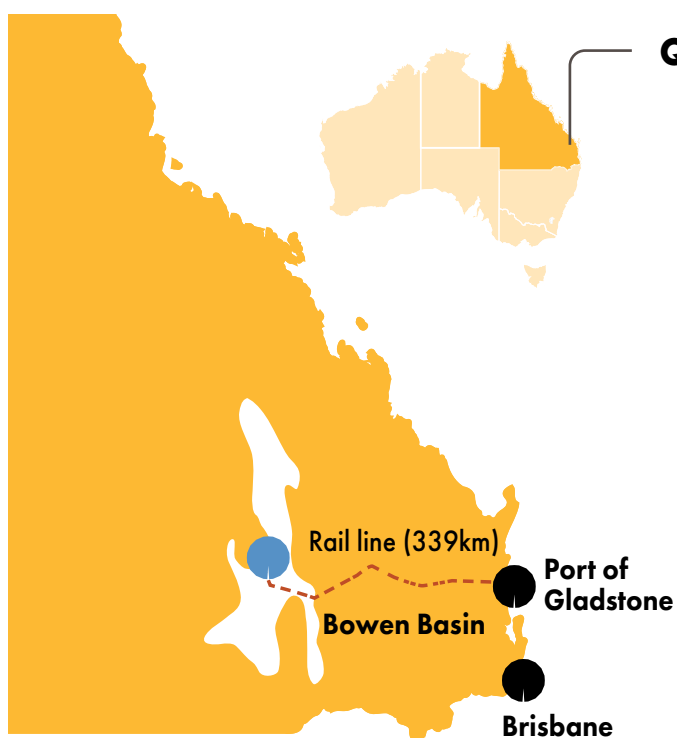 Q
Rail line (339km)
Port of
Gladstone
Bowen Basin
Brisbane